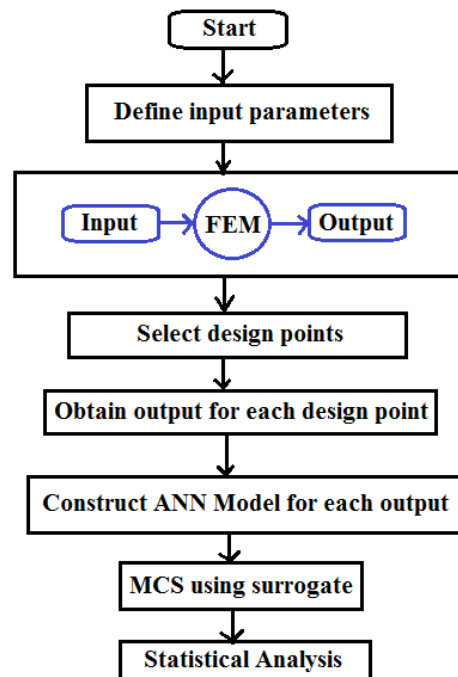 Start
Define input parameters
Input
FEM
Output
Select design points
Obtain output for each design point
Construct ANN Model for each output
MCS using surrogate
Statistical Analysis